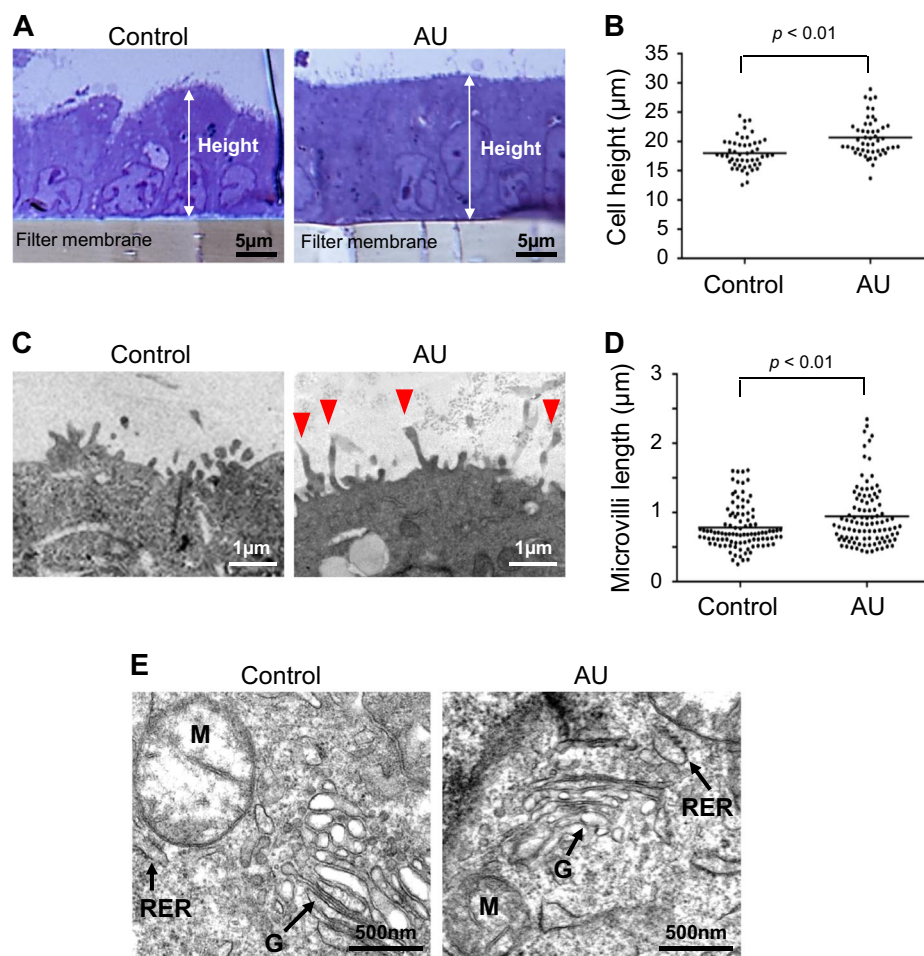 A
Control
AU
Height
Height
Filter membrane
5µm
Filter membrane
5µm
B
p < 0.01
Cell height (µm)
35
30
25
20
15
10
5
0
Control
AU
C
Control
AU
1µm
1µm
D
p < 0.01
Microvilli length (µm)
3
2
1
0
Control
AU
E
Control
AU
M
RER
G
500nm
RER
G
M
500nm